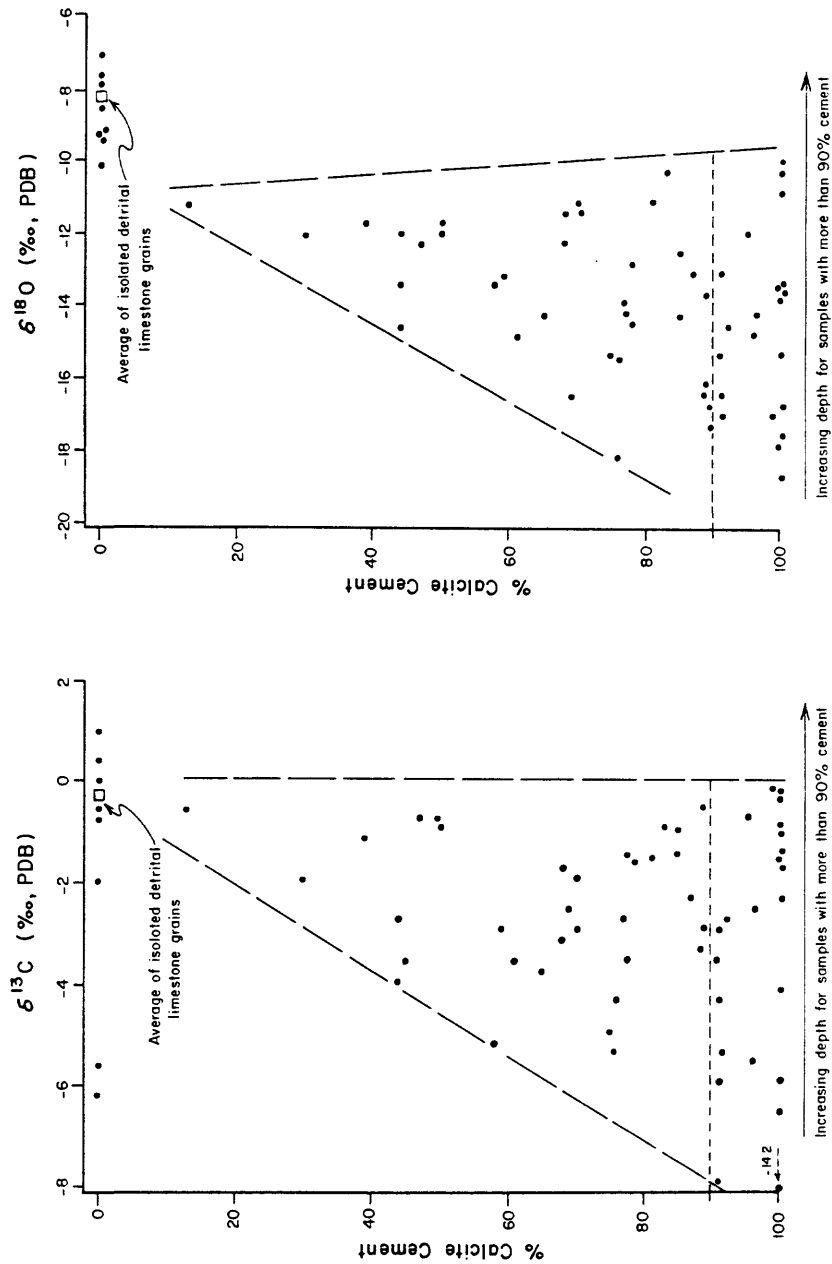 δ¹³C (‰, PDB)
-8
-6
-4
-2
0
2
Average of isoloted detrital
limestone grains
% Calcite Cement
0
20
40
60
80
100
-14.2
Increasing depth for samples with more than 90% cement
δ¹⁸O (‰, PDB)
-20
-18
-16
-14
-12
-10
-8
-6
Average of isolated detrital
limestone grains
% Calcite Cement
0
20
40
60
80
100
Increasing depth for samples with more than 90% cement